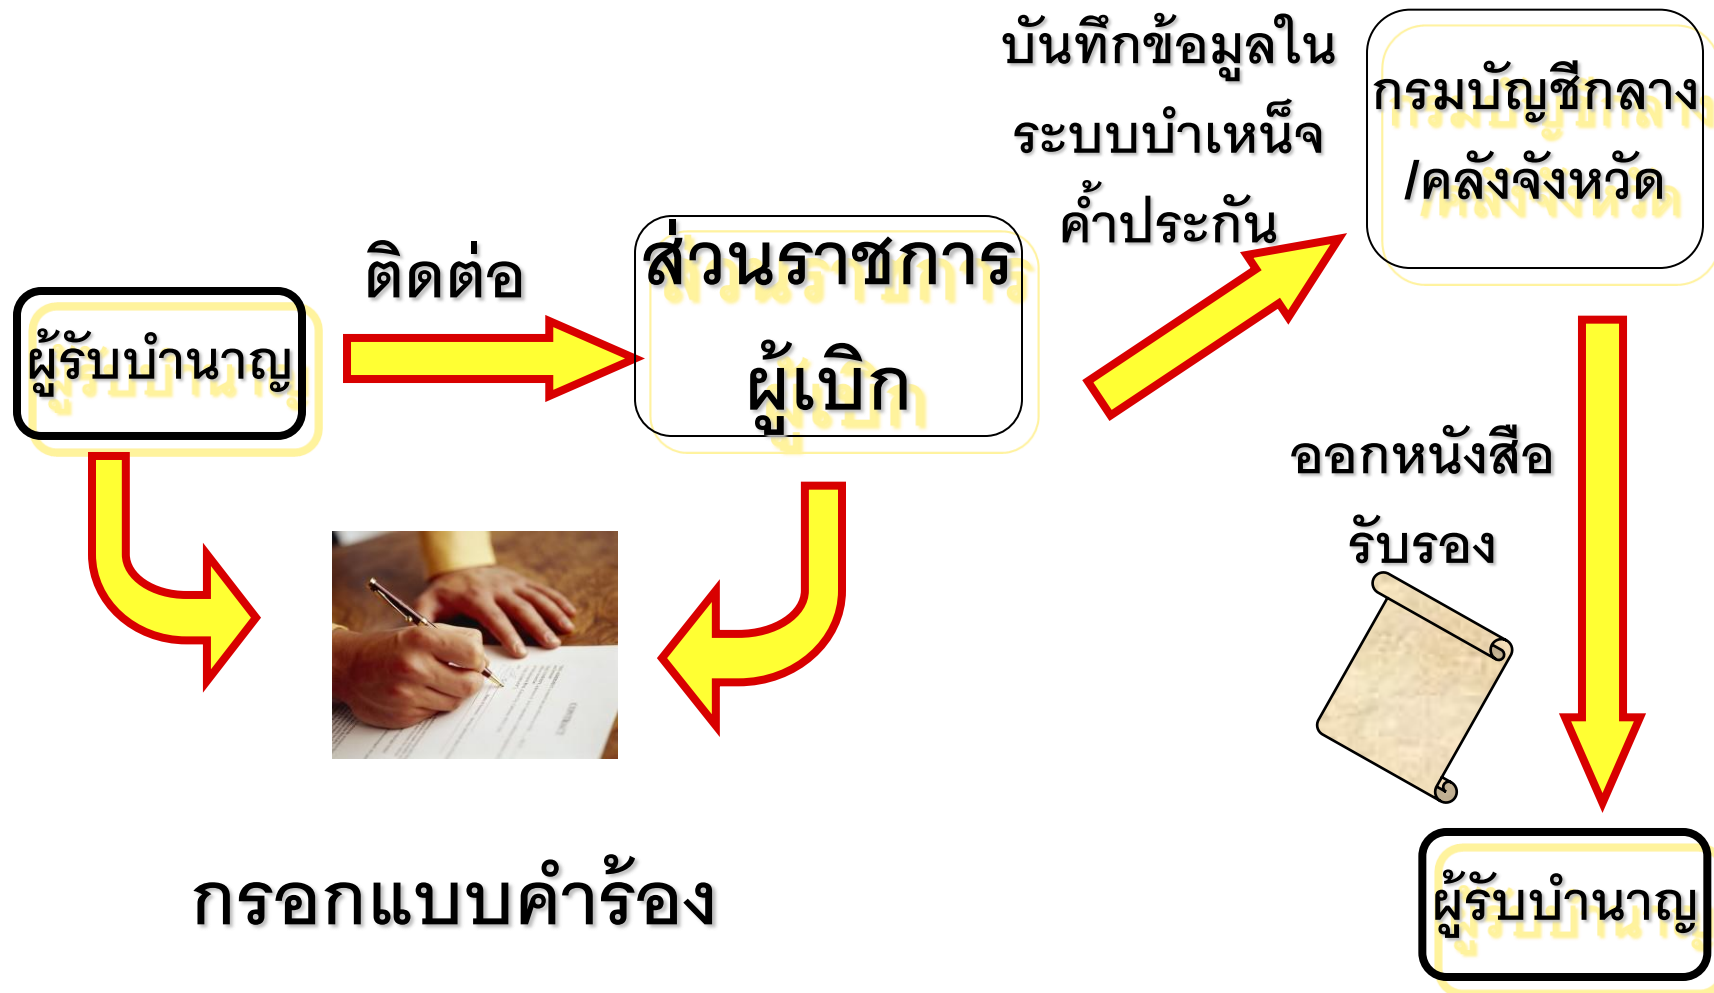 บันทึกข้อมูลใน
ระบบบำเหน็จ
ค้ำประกัน
กรมบัญชีกลาง
/คลังจังหวัด
ติดต่อ
ส่วนราชการ
ผู้เบิก
ผู้รับบำนาญ
ออกหนังสือ
รับรอง
กรอกแบบคำร้อง
ผู้รับบำนาญ